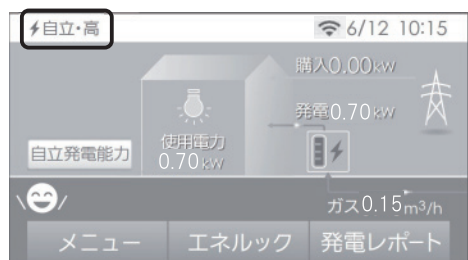 自立・高
6/12 10:15
購入0.00kW
発電0.70kW
使用電力
0.70kW
自立発電能力
ガス0.15m³/h
メニュー
エネルック
発電レポート